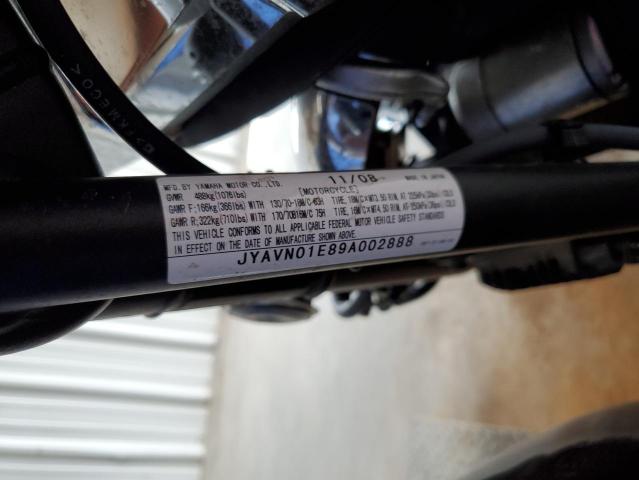 KMECO
11/08
MFD. BY YAMAHA MOTOR CO., LTD. MADE IN JAPAN
GVWR 488kg(1076lbs) [MOTORCYCLE]
GAWR F:166kg(366lbs)WITH 130/70-18M/C 63H TIRE, 18M/C×MT3.50 RIM, AT 225kPa(33psi) COLD
GAWR R:322kg(710lbs)WITH 170/70B16M/C 75H TIRE, 16M/C×MT4.50 RIM, AT 250kPa(36psi) COLD
THIS VEHICLE CONFORMS TO ALL APPLICABLE FEDERAL MOTOR VEHICLE SAFETY STANDARDS
IN EFFECT ON THE DATE OF MANUFACTURE SHOWN ABOVE.
JYAVN01E89A002888